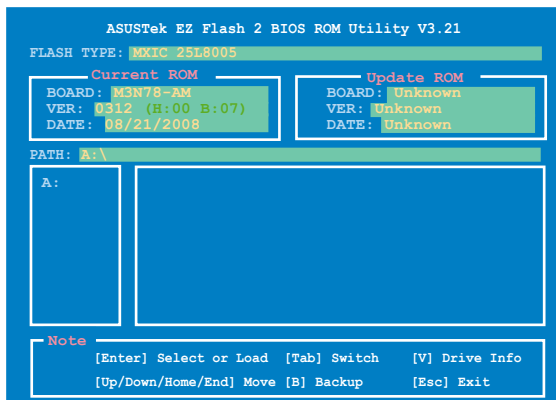 ASUSTek EZ Flash 2 BIOS ROM Utility V3.21
FLASH TYPE: MXIC 25L8005
Current ROM
BOARD: M3N78-AM
VER: 0312 (H:00 B:07)
DATE: 08/21/2008
Update ROM
BOARD: Unknown
VER: Unknown
DATE: Unknown
PATH: A:\
A:
Note
[Enter] Select or Load [Tab] Switch [V] Drive Info
[Up/Down/Home/End] Move [B] Backup [Esc] Exit